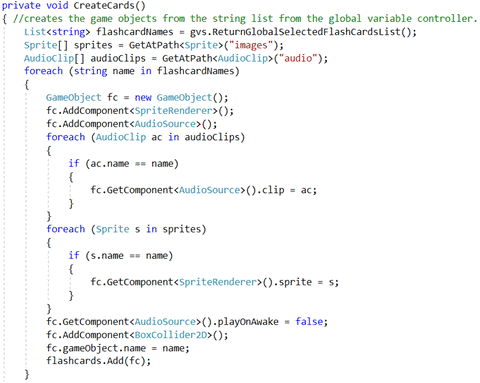 private void CreateCards()
{ //creates the game objects from the string list from the global variable controller.
List<string> flashcardNames = gvs.ReturnGlobalSelectedFlashCardsList();
Sprite[] sprites = GetAtPath<Sprite>("images");
AudioClip[] audioClips = GetAtPath<AudioClip>("audio");
foreach (string name in flashcardNames)
{
GameObject fc = new GameObject();
fc.AddComponent<SpriteRenderer>();
fc.AddComponent<AudioSource>();
foreach (AudioClip ac in audioClips)
{
if (ac.name == name)
{
fc.GetComponent<AudioSource>().clip = ac;
}
}
foreach (Sprite s in sprites)
{
if (s.name == name)
{
fc.GetComponent<SpriteRenderer>().sprite = s;
}
}
fc.GetComponent<AudioSource>().playOnAwake = false;
fc.AddComponent<BoxCollider2D>();
fc.gameObject.name = name;
flashcards.Add(fc);
}